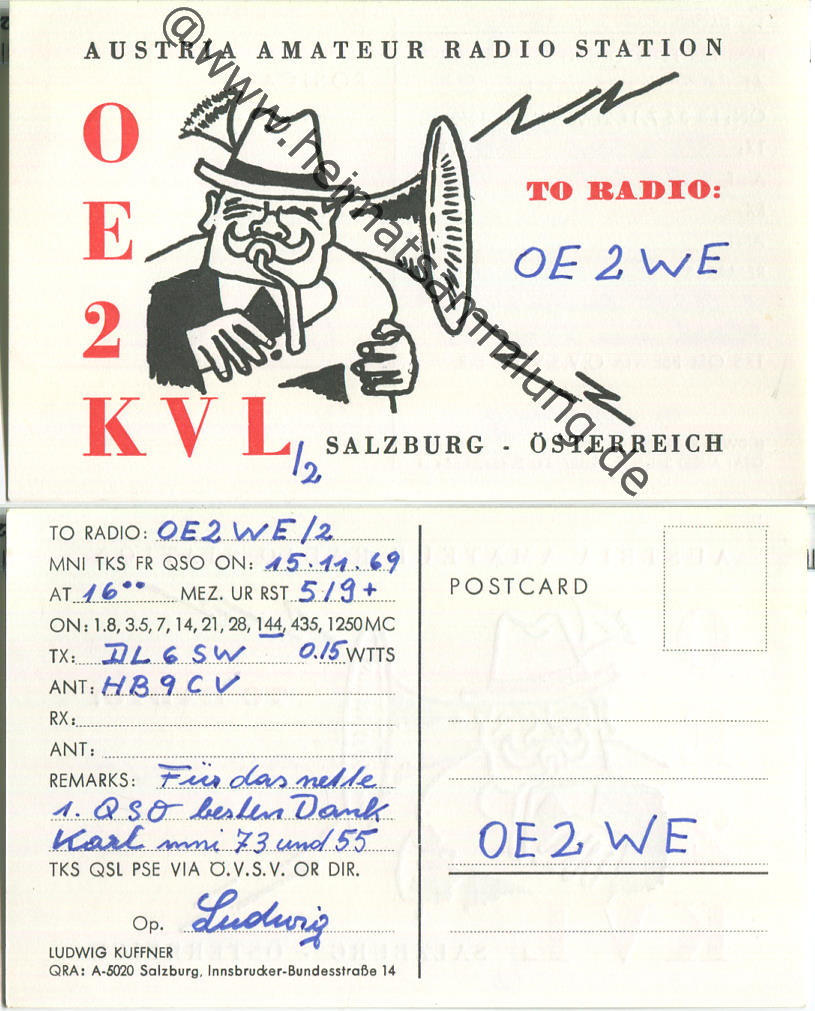 AUSTRIA AMATEUR RADIO STATION
O
E
2
KVL/2
TO RADIO:
OE2WE
SALZBURG - ÖSTERREICH
@www.heimatsammlung.de
TO RADIO: OE2WE/2
MNI TKS FR QSO ON: 15.11.69
AT 16°° MEZ. UR RST 5/9+
ON: 1.8, 3.5, 7, 14, 21, 28, 144, 435, 1250 MC
TX: DL6SW 0.15 WTTS
ANT: HB9CV
RX:
ANT:
REMARKS: Für das nette
1. QSO besten Dank
Karl mni 73 und 55
TKS QSL PSE VIA Ö.V.S.V. OR DIR.
Op. Ludwig
LUDWIG KUFFNER
QRA: A-5020 Salzburg, Innsbrucker-Bundesstraße 14
POSTCARD
OE2WE